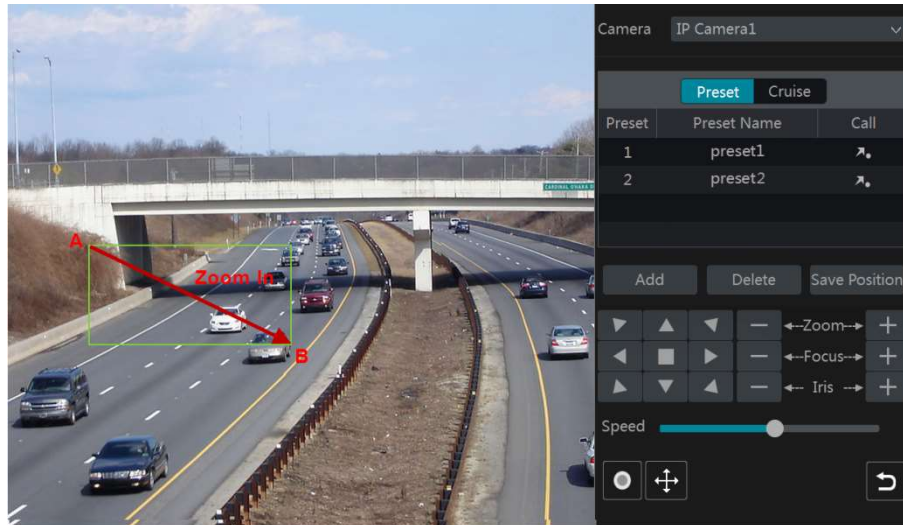 Camera IP Camera1
Preset Cruise
Preset Preset Name Call
1 preset1
2 preset2
Add Delete Save Position
Zoom
Focus
Iris
Speed
A
Zoom In
B